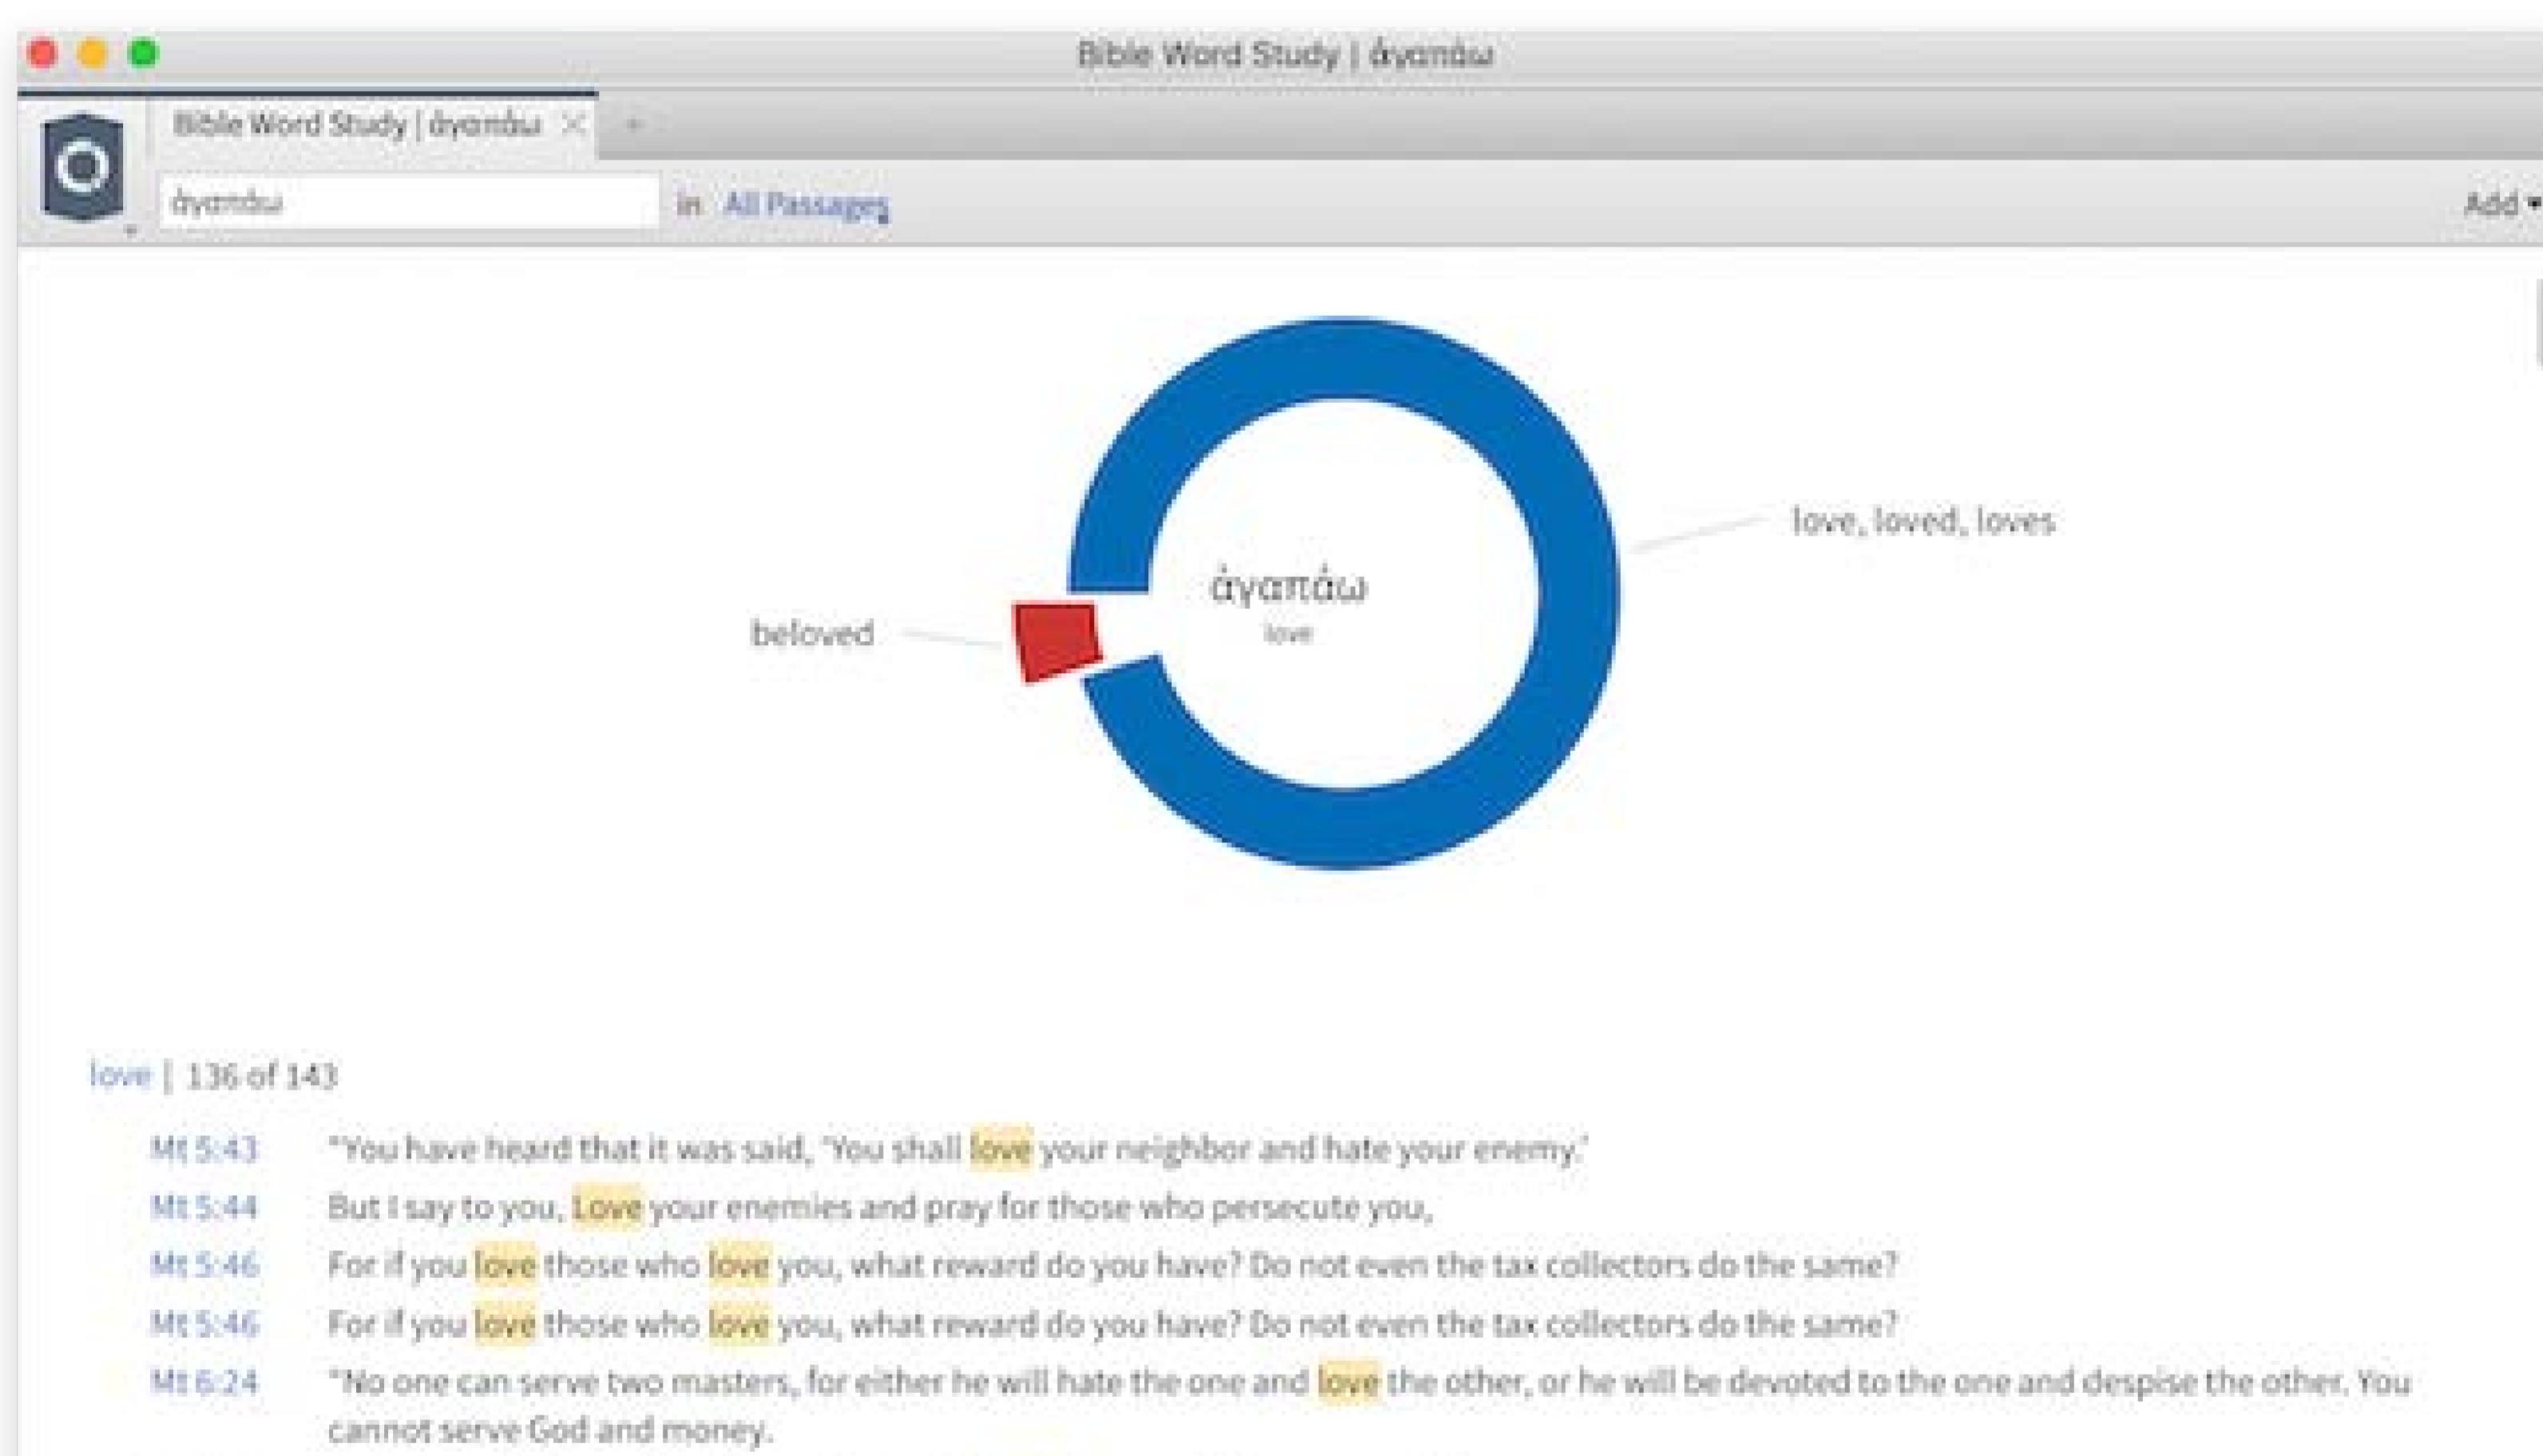 Bible Word Study | ἀγαπάω
Bible Word Study | ἀγαπάω
ἀγαπάω in All Passages Add
love, loved, loves
ἀγαπάω
beloved
love
love | 136 of 143
Mt 5:43 “You have heard that it was said, ‘You shall love your neighbor and hate your enemy.’
Mt 5:44 But I say to you, Love your enemies and pray for those who persecute you,
Mt 5:46 For if you love those who love you, what reward do you have? Do not even the tax collectors do the same?
Mt 5:46 For if you love those who love you, what reward do you have? Do not even the tax collectors do the same?
Mt 6:24 “No one can serve two masters, for either he will hate the one and love the other, or he will be devoted to the one and despise the other. You
cannot serve God and money.